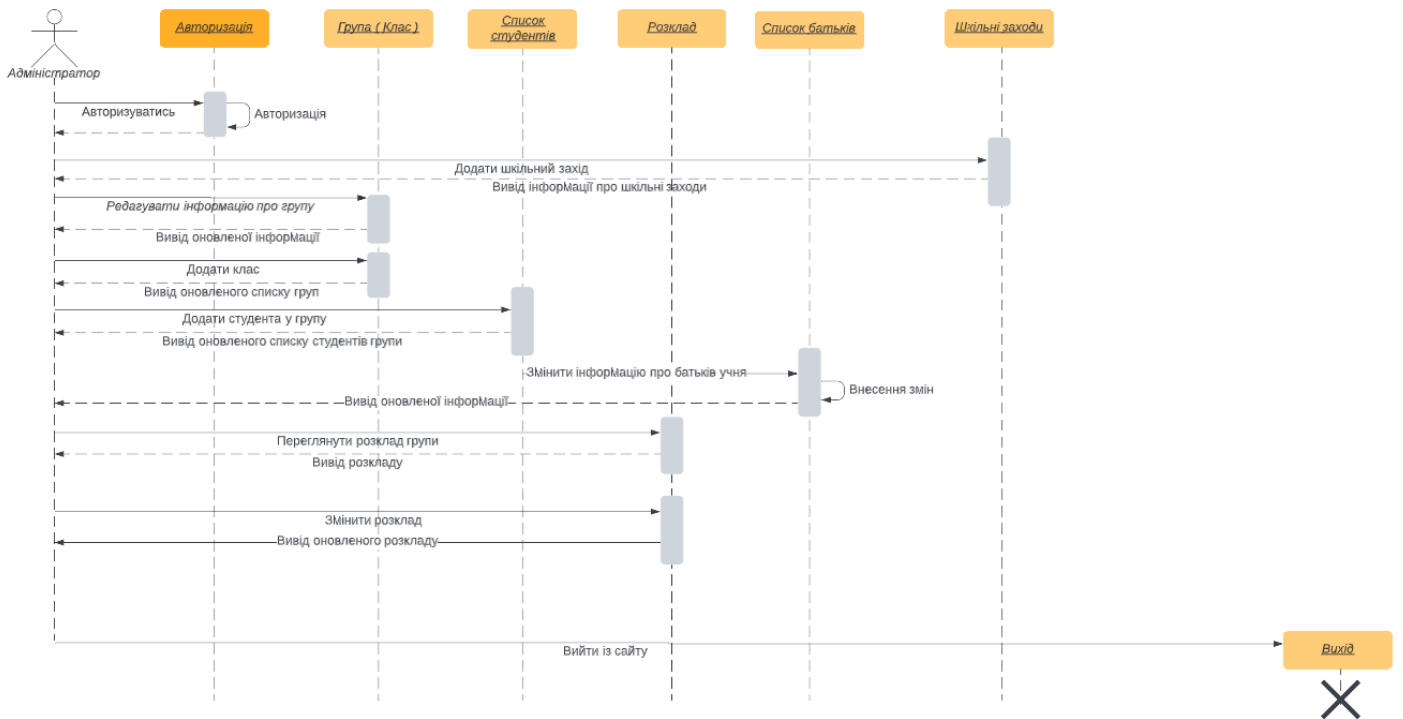 Авторизація
Група ( Клас )
Список
студентів
Розклад
Список батьків
Шкільні заходи
Адміністратор
Авторизуватись
Авторизація
Додати шкільний захід
Вивід інформації про шкільні заходи
Редагувати інформацію про групу
Вивід оновленої інформації
Додати клас
Вивід оновленого списку груп
Додати студента у групу
Вивід оновленого списку студентів групи
Змінити інформацію про батьків учня
Внесення змін
Вивід оновленої інформації
Переглянути розклад групи
Вивід розкладу
Змінити розклад
Вивід оновленого розкладу
Вийти із сайту
Вихід